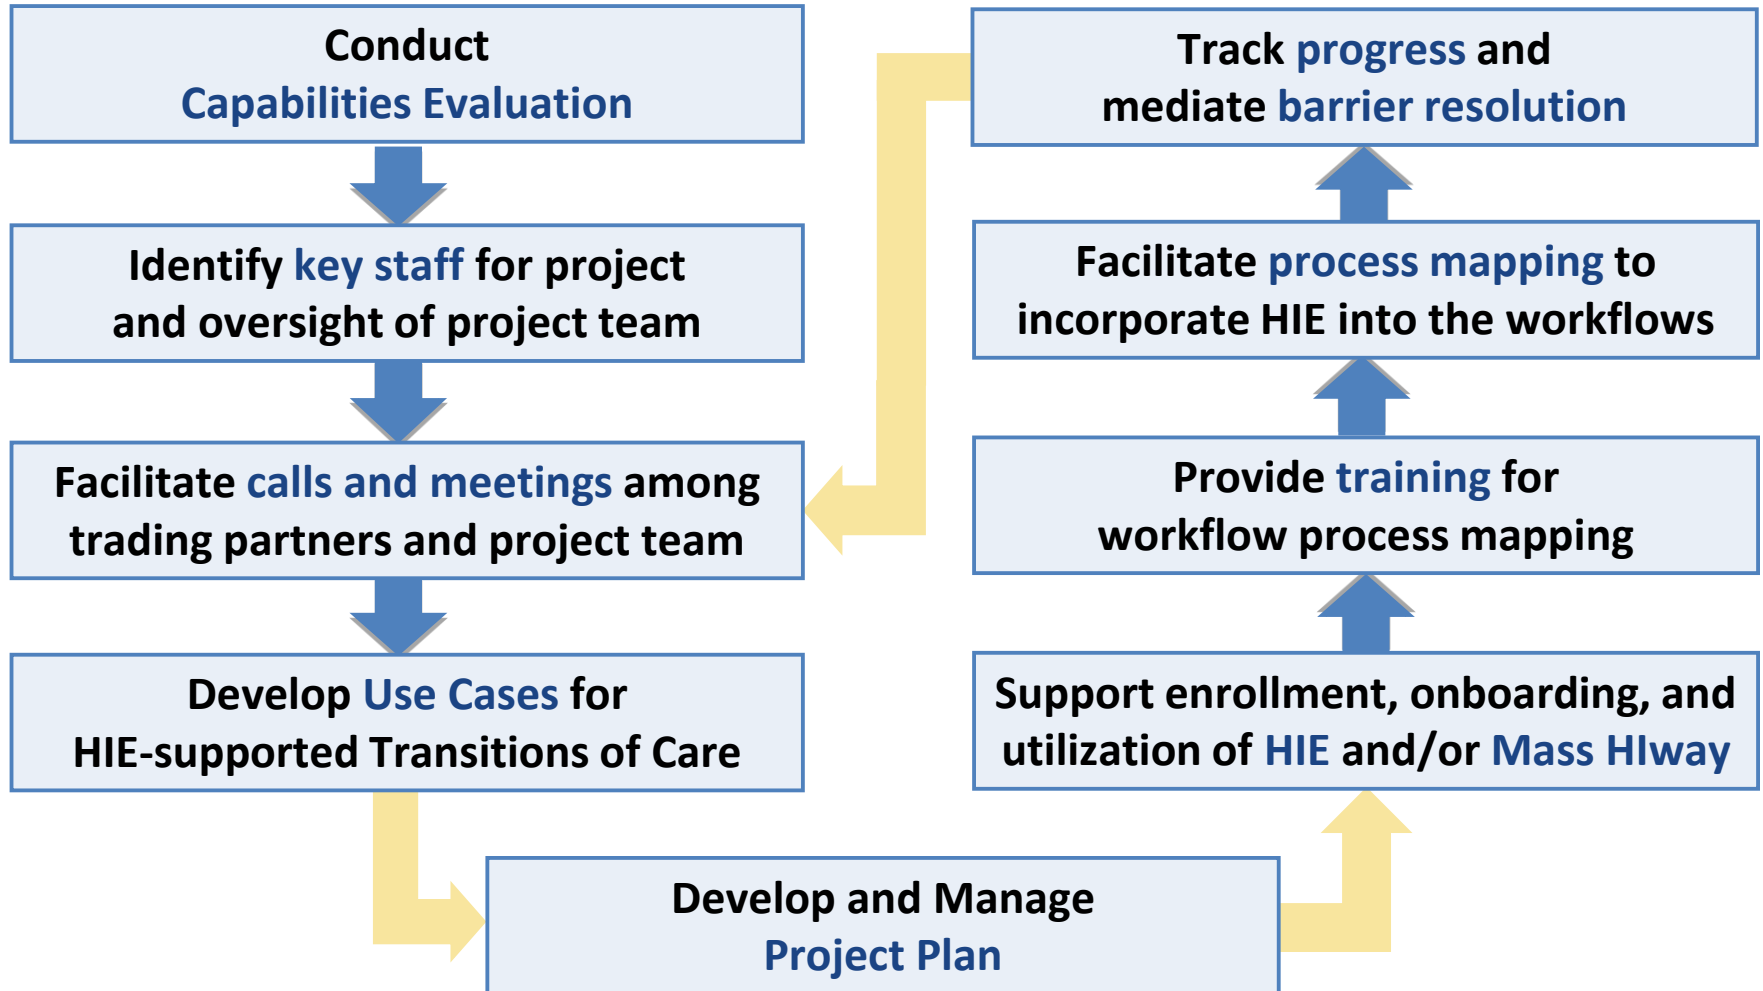 Conduct
Capabilities Evaluation
Identify key staff for project
and oversight of project team
Facilitate calls and meetings among
trading partners and project team
Develop Use Cases for
HIE-supported Transitions of Care
Develop and Manage
Project Plan
Support enrollment, onboarding, and
utilization of HIE and/or Mass HIway
Provide training for
workflow process mapping
Facilitate process mapping to
incorporate HIE into the workflows
Track progress and
mediate barrier resolution